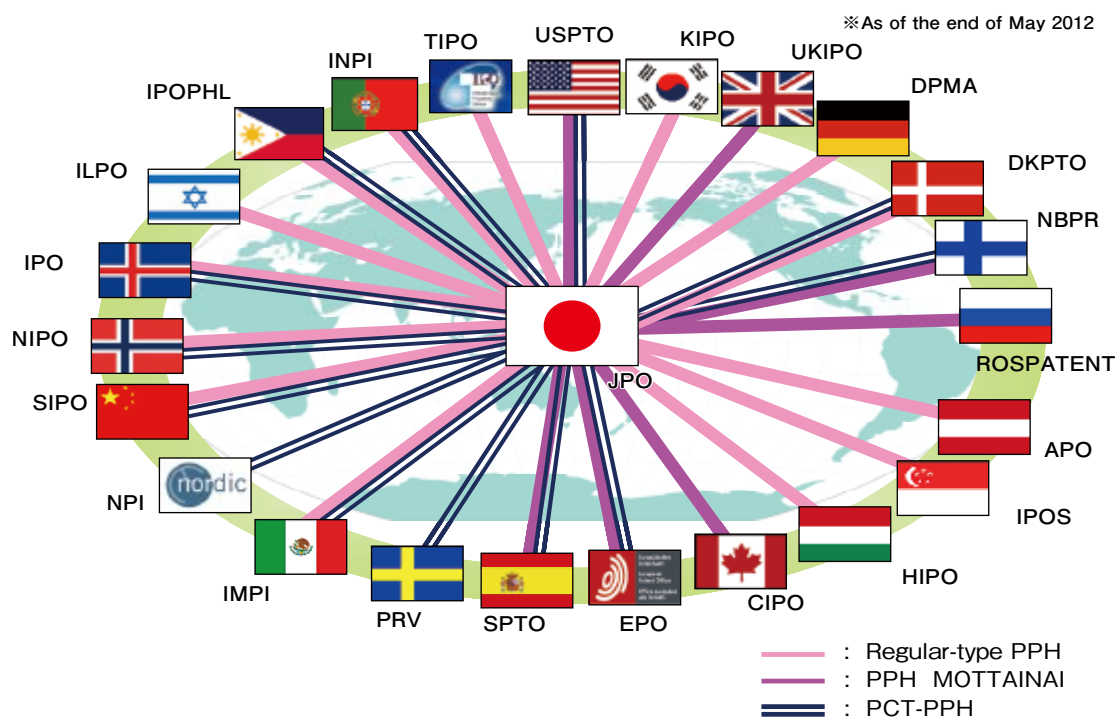 ※As of the end of May 2012
USPTO
KIPO
UKIPO
DPMA
DKPTO
NBPR
ROSPATENT
APO
IPOS
HIPO
CIPO
EPO
SPTO
PRV
IMPI
NPI
nordic
SIPO
NIPO
IPO
ILPO
IPOPHL
INPI
TIPO
JPO
: Regular-type PPH
: PPH MOTTAINAI
: PCT-PPH